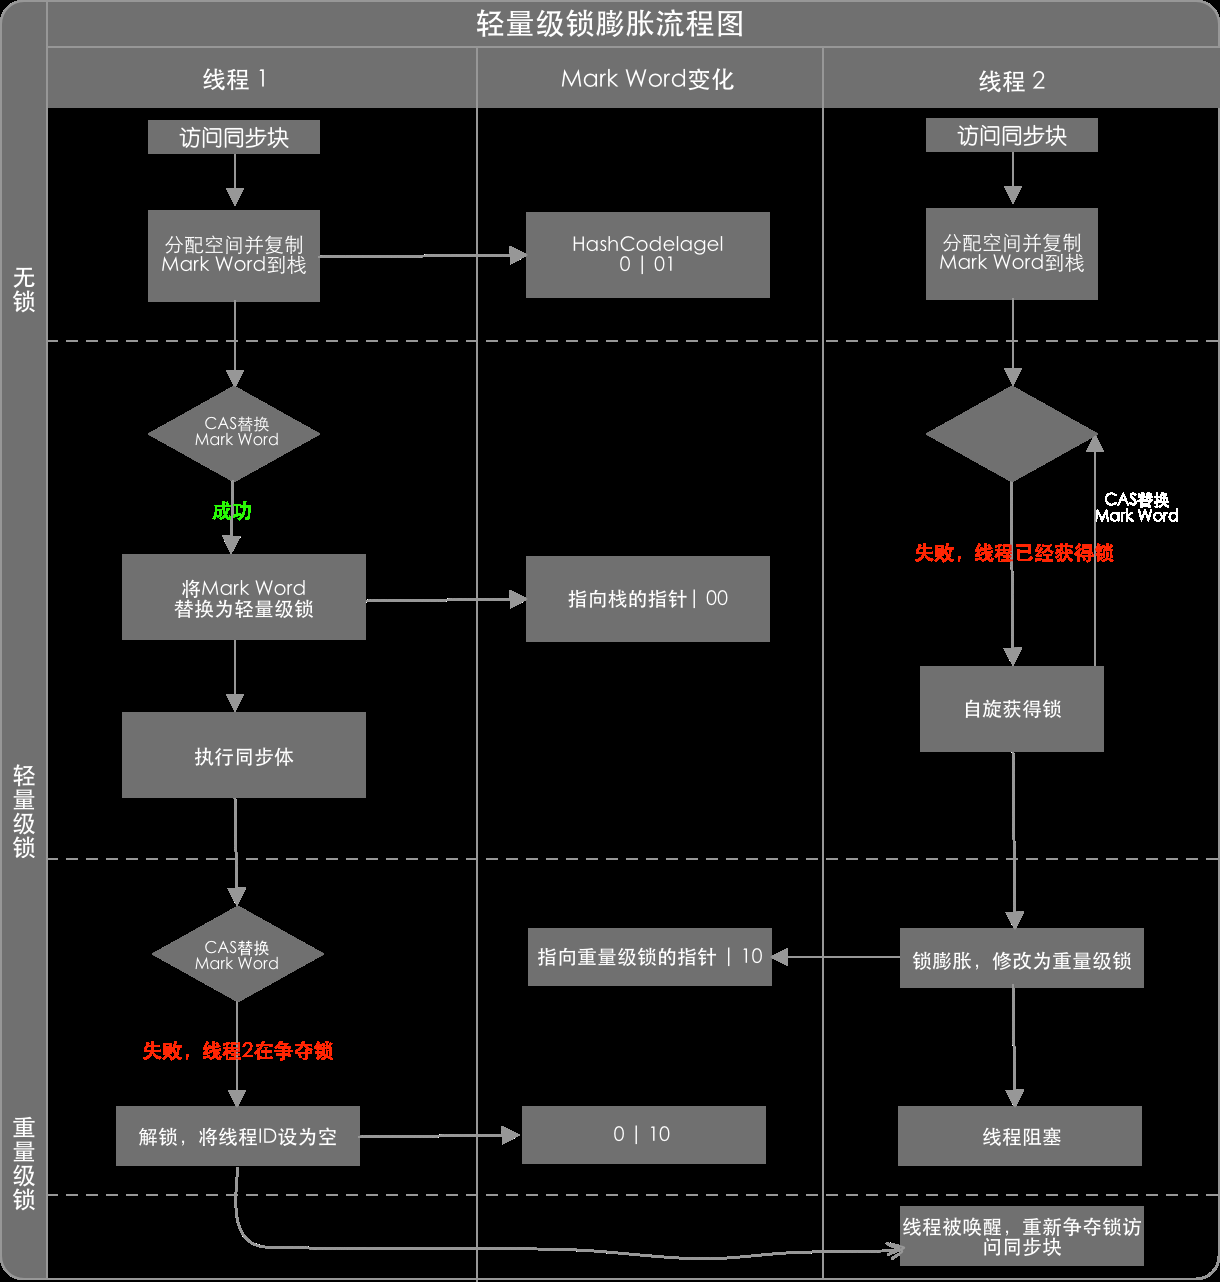 轻量级锁膨胀流程图
线程 1
Mark Word变化
线程 2
无锁
访问同步块
访问同步块
分配空间并复制
Mark Word到栈
HashCodelagel
0 | 01
分配空间并复制
Mark Word到栈
轻量级锁
CAS替换
Mark Word
成功
CAS替换
Mark Word
失败，线程已经获得锁
将Mark Word
替换为轻量级锁
指向栈的指针| 00
自旋获得锁
执行同步体
重量级锁
CAS替换
Mark Word
指向重量级锁的指针 | 10
锁膨胀，修改为重量级锁
失败，线程2在争夺锁
解锁，将线程ID设为空
0 | 10
线程阻塞
线程被唤醒，重新争夺锁访
问同步块